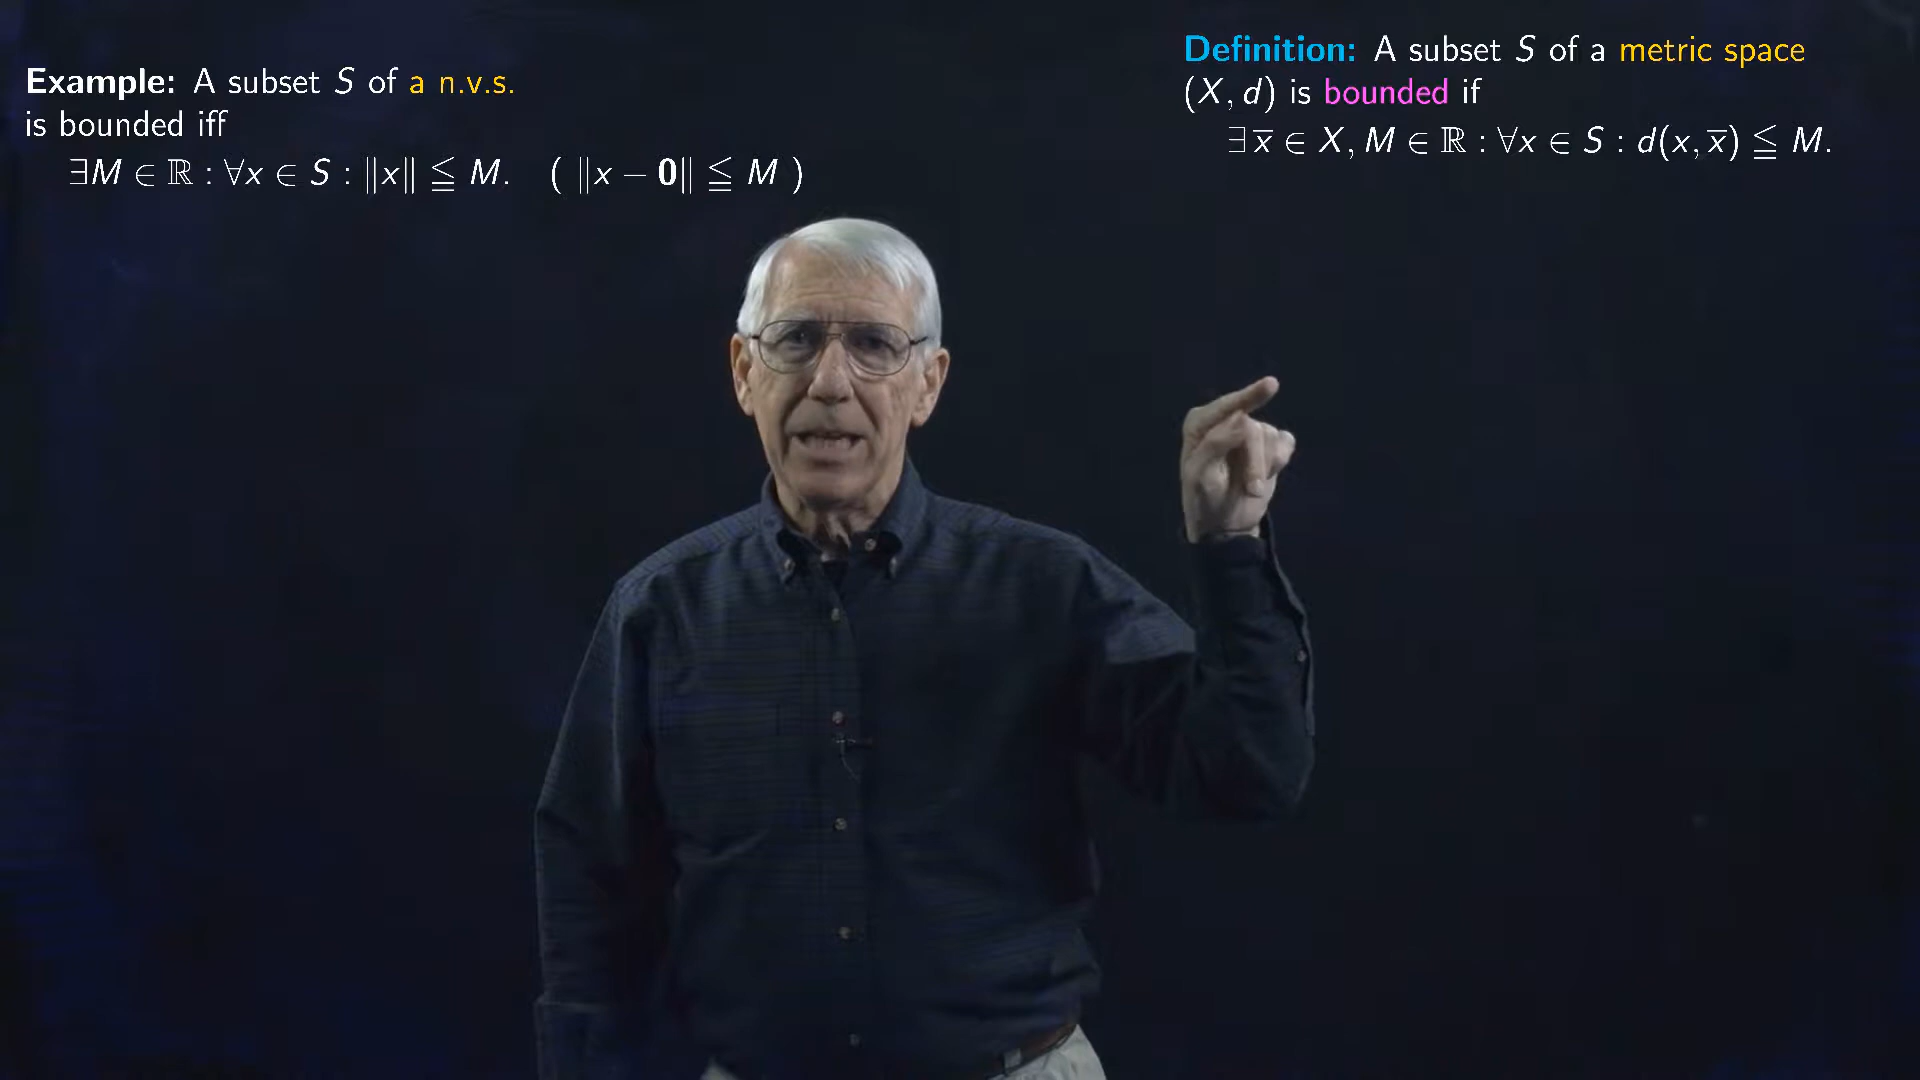 Example: A subset S of a n.v.s.
is bounded iff
∃M ∈ ℝ : ∀x ∈ S : ‖x‖ ≦ M. ( ‖x − 0‖ ≦ M )
Definition: A subset S of a metric space
(X, d) is bounded if
∃ x̅ ∈ X, M ∈ ℝ : ∀x ∈ S : d(x, x̅) ≦ M.